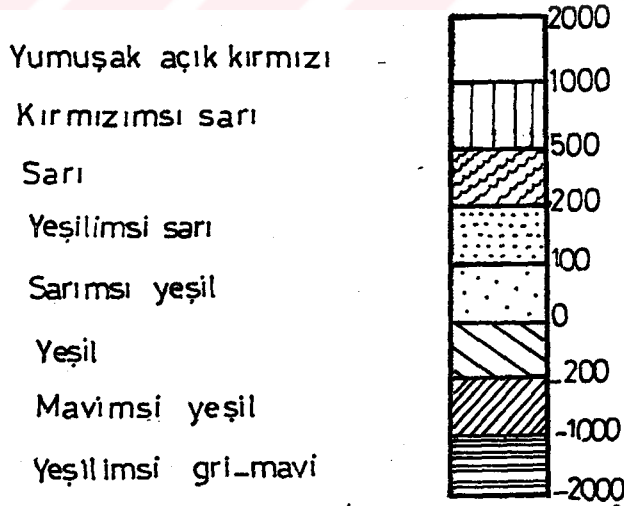 2000
Yumuşak açık kırmızı
1000
Kırmızımsı sarı
500
Sarı
200
Yeşilimsi sarı
100
Sarımsı yeşil
0
Yeşil
-200
Mavimsi yeşil
-1000
Yeşilimsi gri-mavi
-2000